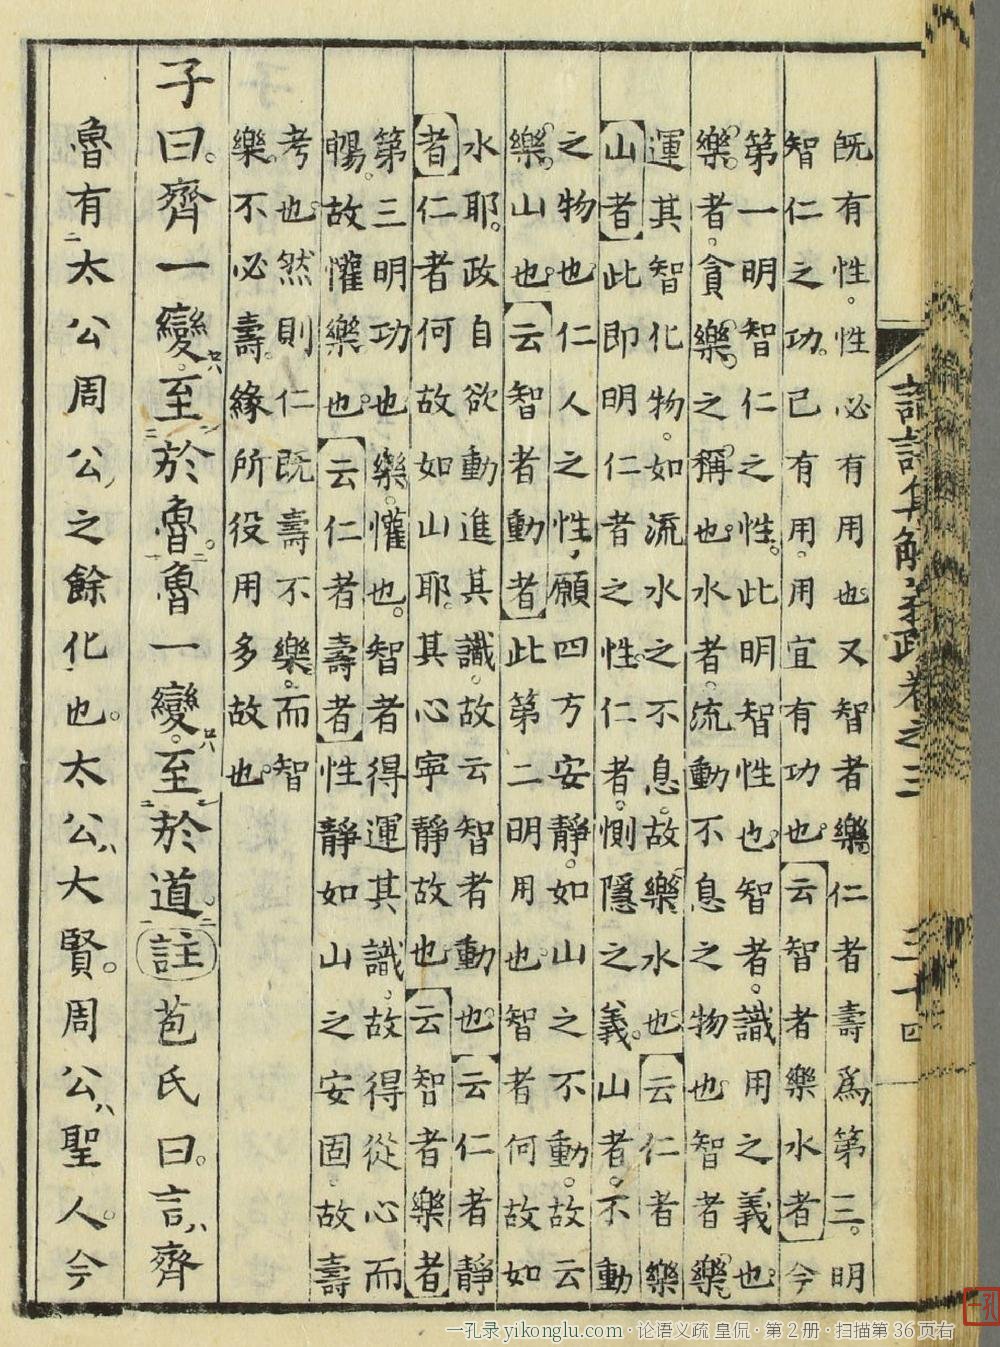 論語集解義疏卷之三 三十四
既有性。性必有用也又智者樂。仁者壽爲第三。明
智仁之功。已有用。用宜有功也。云智者樂水者今
第一明智仁之性。此明智性也。智者。識用之義也
樂者。貪樂之稱也水者。流動不息之物也智者樂
運其智化物。如流水之不息。故樂水也云仁者樂
山者此即明仁者之性。仁者。惻隱之義。山者。不動
之物也仁人之性。願四方安靜。如山之不動。故云
樂山也云智者動者此第二明用也。智者何故如
水耶。政自欲動進其識。故云智者動也。云仁者靜
者仁者何故如山耶。其心寧靜故也云智者樂者
第三明功也樂。懽也。智者得運其識。故得從心而
暢。故懽樂也云仁者壽者性靜如山之安固。故壽
考也然則仁既壽不樂。而智
樂不必壽。緣所役用多故也。
子曰。齊一變。至於魯。魯一變。至於道。註苞氏曰。言齊
魯有太公周公之餘化也。太公大賢。周公聖人。今
一孔录 yikonglu.com · 论语义疏 皇侃 · 第 2 册 · 扫描第 36 页右
一孔